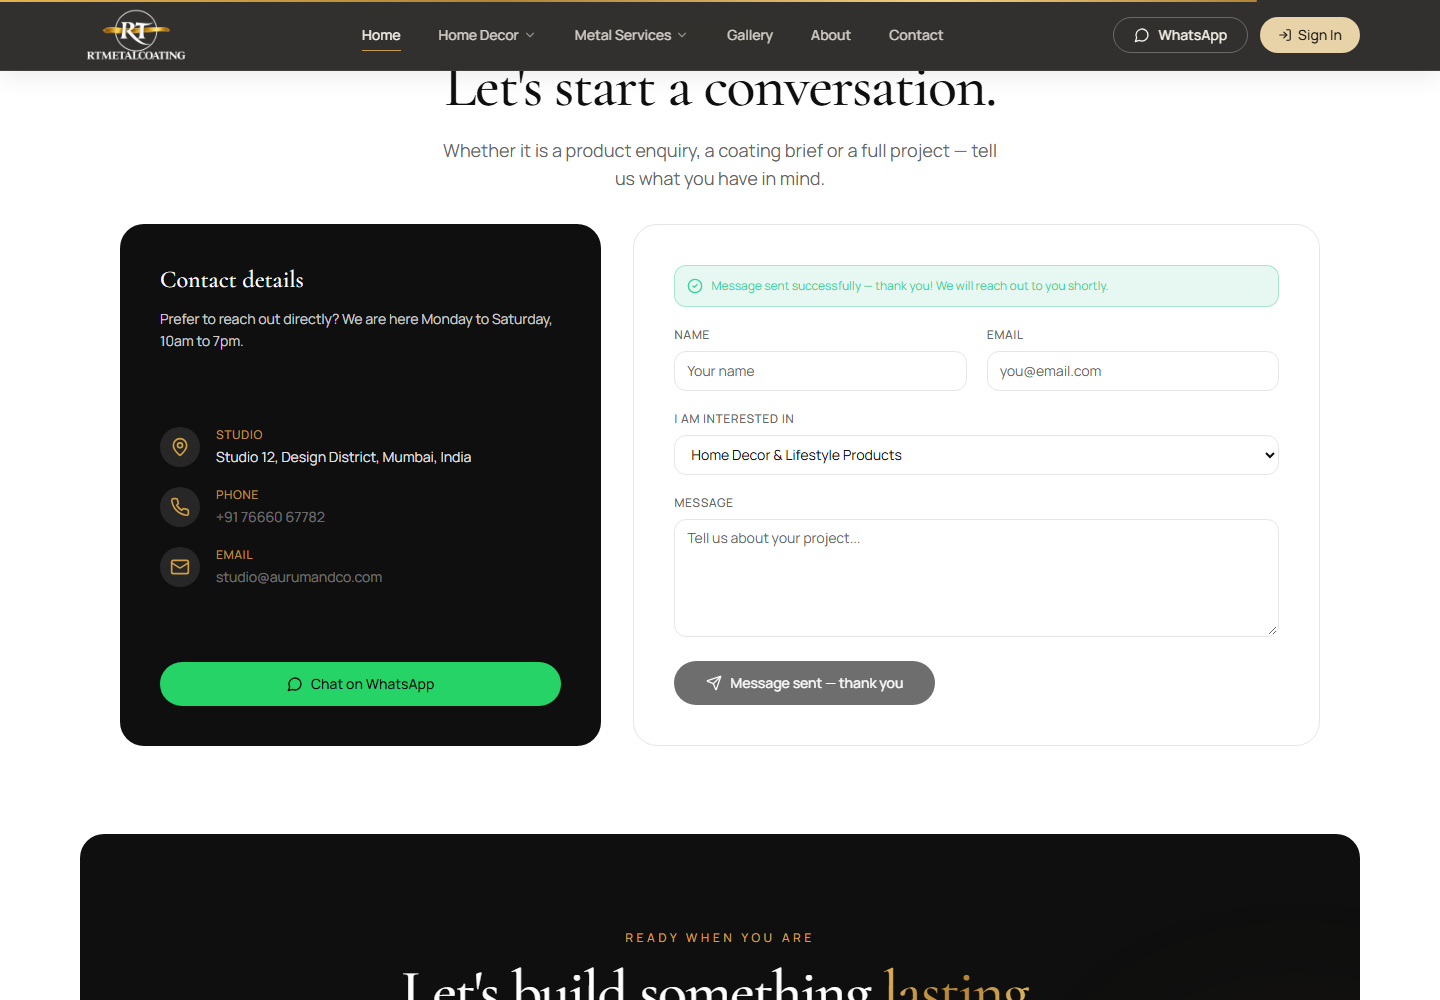 RT
RTMETALCOATING
Home
Home Decor
Metal Services
Gallery
About
Contact
WhatsApp
Sign In
Let's start a conversation.
Whether it is a product enquiry, a coating brief or a full project — tell
us what you have in mind.
Contact details
Prefer to reach out directly? We are here Monday to Saturday,
10am to 7pm.
STUDIO
Studio 12, Design District, Mumbai, India
PHONE
+91 76660 67782
EMAIL
studio@aurumandco.com
Chat on WhatsApp
Message sent successfully — thank you! We will reach out to you shortly.
NAME
EMAIL
Your name
you@email.com
I AM INTERESTED IN
Home Decor & Lifestyle Products
MESSAGE
Tell us about your project...
Message sent — thank you
READY WHEN YOU ARE
Let's build something lasting